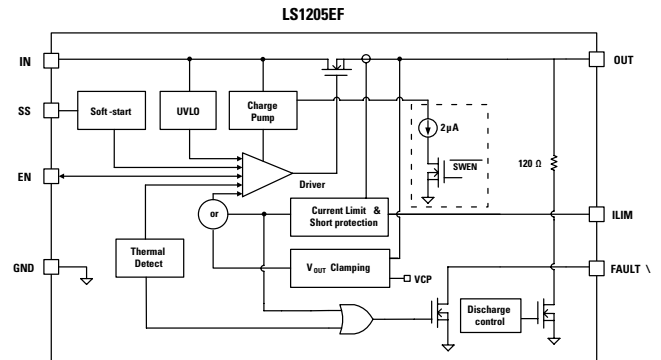 LS1205EF
IN
OUT
SS
Soft-start
UVLO
Charge
Pump
2µA
SWEN
120 Ω
EN
Driver
or
Current Limit &
Short protection
ILIM
Thermal
Detect
VOUT Clamping
VCP
GND
FAULT \
Discharge
control